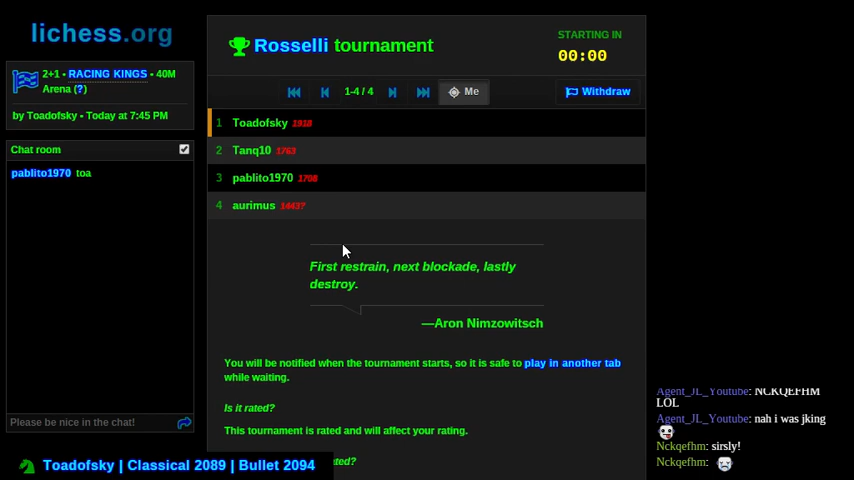 lichess.org
2+1 • RACING KINGS • 40M
Arena (?)
by Toadofsky • Today at 7:45 PM
Chat room
pablito1970 toa
Please be nice in the chat!
Toadofsky | Classical 2089 | Bullet 2094
Rosselli tournament
STARTING IN
00:00
1-4 / 4
Me
Withdraw
1 Toadofsky 1918
2 Tanq10 1763
3 pablito1970 1708
4 aurimus 1443?
First restrain, next blockade, lastly
destroy.
—Aron Nimzowitsch
You will be notified when the tournament starts, so it is safe to play in another tab
while waiting.
Is it rated?
This tournament is rated and will affect your rating.
ated?
Agent_JL_Youtube: NCKQEFHM
LOL
Agent_JL_Youtube: nah i was jking
Nckqefhm: sirsly!
Nckqefhm: